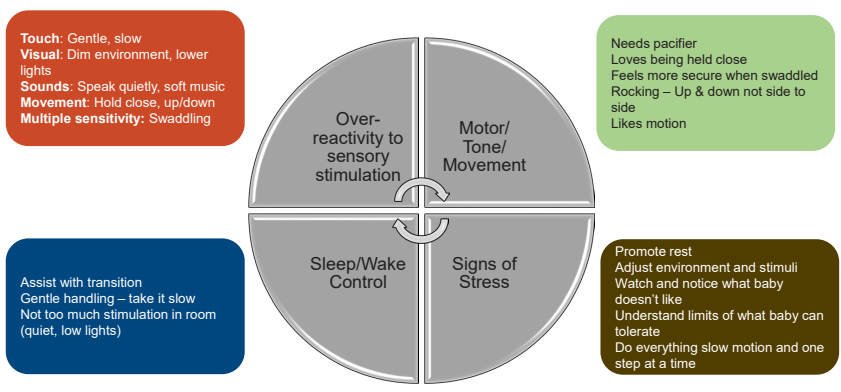 Touch: Gentle, slow
Visual: Dim environment, lower
lights
Sounds: Speak quietly, soft music
Movement: Hold close, up/down
Multiple sensitivity: Swaddling
Needs pacifier
Loves being held close
Feels more secure when swaddled
Rocking – Up & down not side to
side
Likes motion
Over-
reactivity to
sensory
stimulation
Motor/
Tone/
Movement
Sleep/Wake
Control
Signs of
Stress
Assist with transition
Gentle handling – take it slow
Not too much stimulation in room
(quiet, low lights)
Promote rest
Adjust environment and stimuli
Watch and notice what baby
doesn't like
Understand limits of what baby can
tolerate
Do everything slow motion and one
step at a time